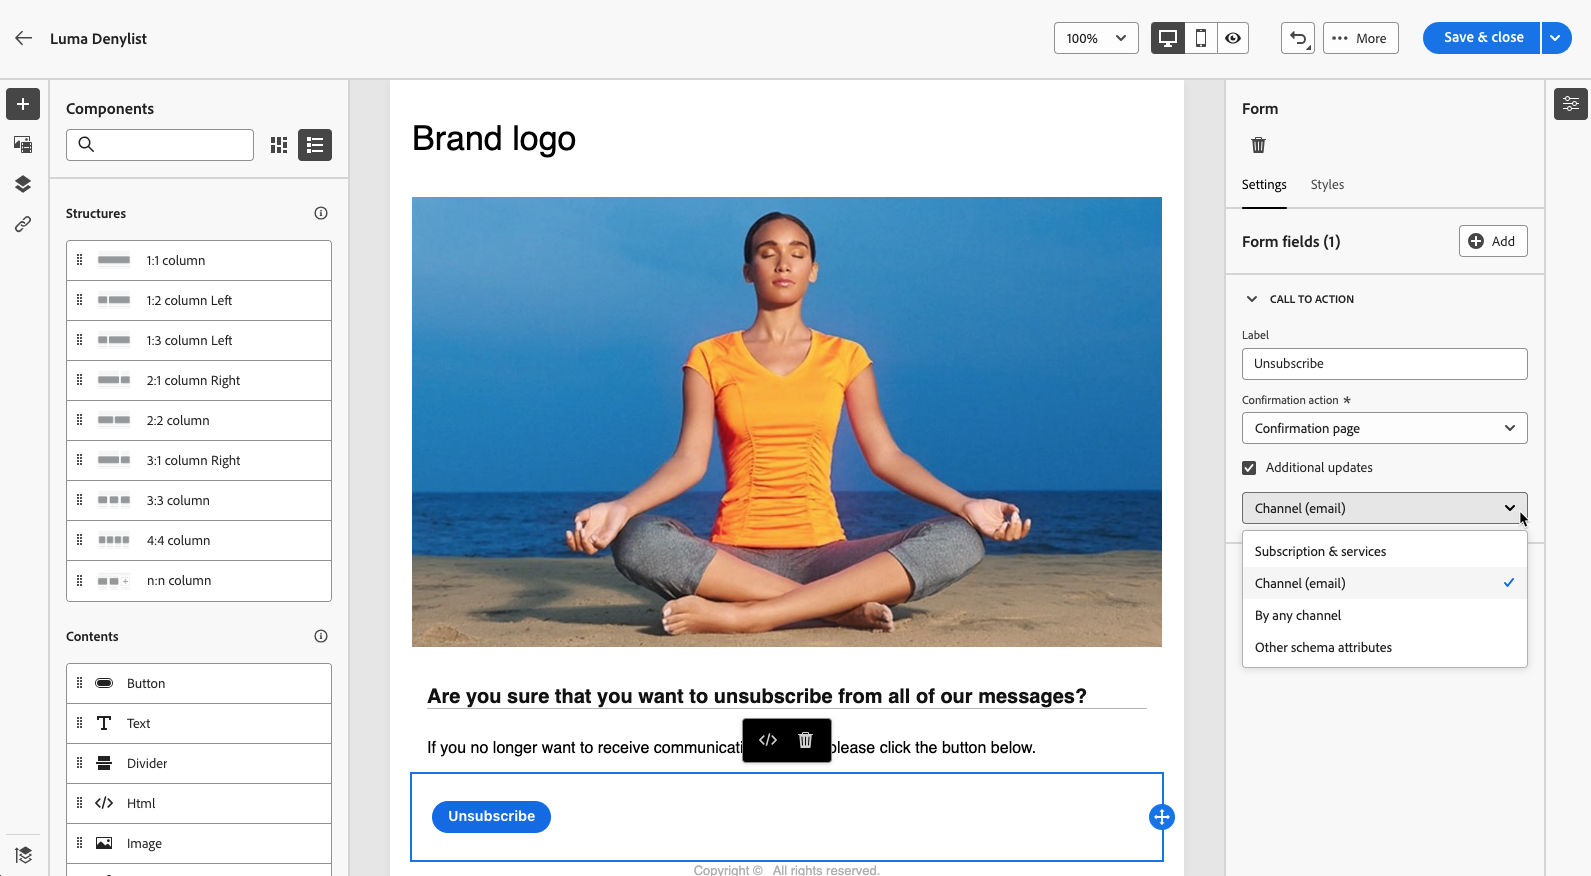 Luma Denylist
100%
More
Save & close
Components
Structures
1:1 column
1:2 column Left
1:3 column Left
2:1 column Right
2:2 column
3:1 column Right
3:3 column
4:4 column
n:n column
Contents
Button
Text
Divider
Html
Image
Brand logo
Are you sure that you want to unsubscribe from all of our messages?
If you no longer want to receive communicati please click the button below.
Unsubscribe
Copyright © All rights reserved.
Form
Settings Styles
Form fields (1)
Add
CALL TO ACTION
Label
Unsubscribe
Confirmation action *
Confirmation page
Additional updates
Channel (email)
Subscription & services
Channel (email)
By any channel
Other schema attributes